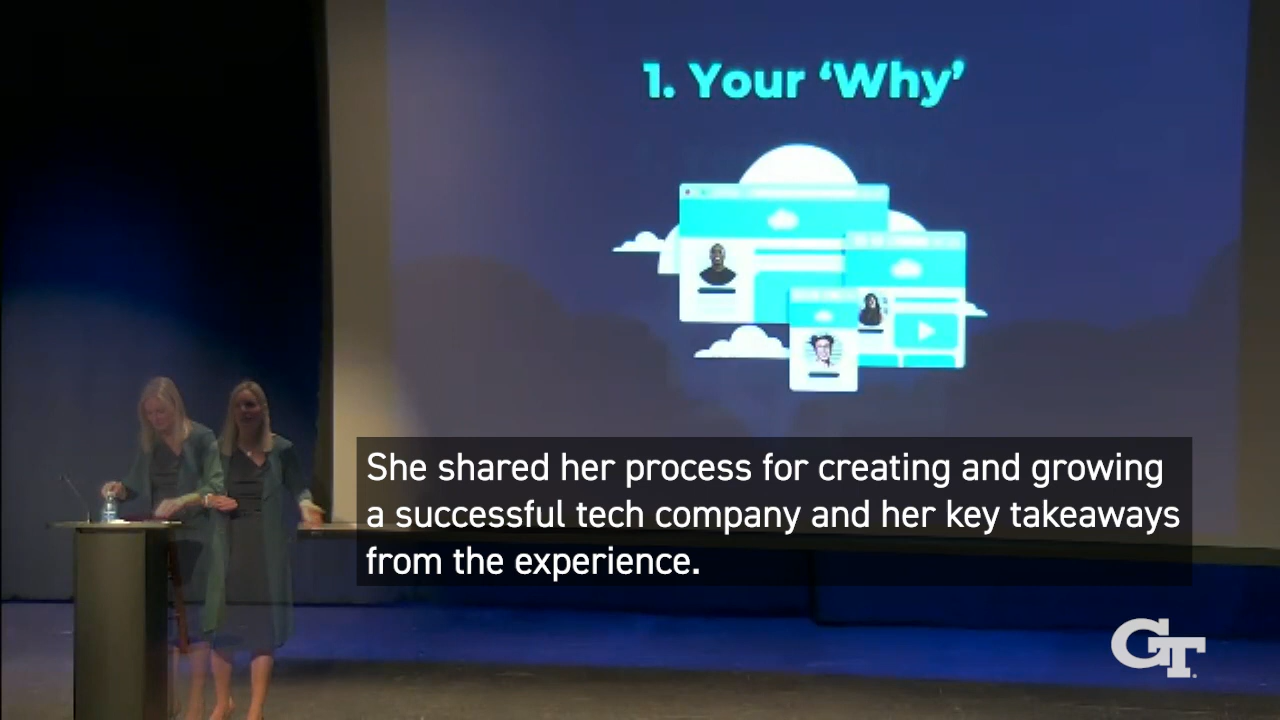 1. Your ‘Why’
She shared her process for creating and growing
a successful tech company and her key takeaways
from the experience.
GT